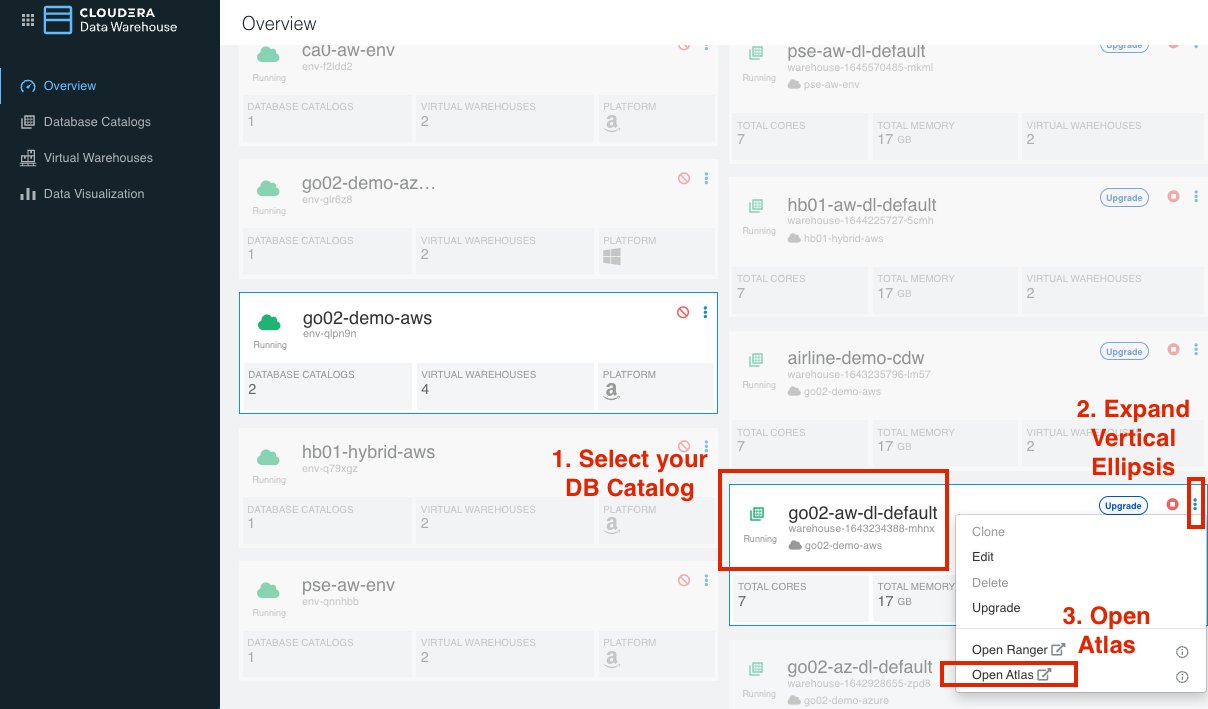 CLOUDERA
Data Warehouse
Overview
Database Catalogs
Virtual Warehouses
Data Visualization
Overview
ca0-aw-env
env-f2ldd2
Running
DATABASE CATALOGS
1
VIRTUAL WAREHOUSES
2
PLATFORM
go02-demo-az…
env-glr6z8
Running
DATABASE CATALOGS
1
VIRTUAL WAREHOUSES
2
PLATFORM
go02-demo-aws
env-qlpn9n
Running
DATABASE CATALOGS
2
VIRTUAL WAREHOUSES
4
PLATFORM
hb01-hybrid-aws
env-q79xgz
Running
DATABASE CATALOGS
1
VIRTUAL WAREHOUSES
2
PLATFORM
pse-aw-env
env-qnnhbb
Running
DATABASE CATALOGS
1
VIRTUAL WAREHOUSES
2
PLATFORM
1. Select your
DB Catalog
pse-aw-dl-default
warehouse-1645570485-mkml
pse-aw-env
Running
Upgrade
TOTAL CORES
7
TOTAL MEMORY
17 GB
VIRTUAL WAREHOUSES
2
hb01-aw-dl-default
warehouse-1644225727-5cmh
hb01-hybrid-aws
Running
Upgrade
TOTAL CORES
7
TOTAL MEMORY
17 GB
VIRTUAL WAREHOUSES
2
airline-demo-cdw
warehouse-1643235796-lm57
go02-demo-aws
Running
Upgrade
TOTAL CORES
7
TOTAL MEMORY
17 GB
VIRTUAL WAREHOUSES
2
2. Expand
Vertical
Ellipsis
go02-aw-dl-default
warehouse-1643234388-mhnx
go02-demo-aws
Running
Upgrade
TOTAL CORES
7
TOTAL MEMORY
17 GB
Clone
Edit
Delete
Upgrade
3. Open
Atlas
Open Ranger
Open Atlas
go02-az-dl-default
warehouse-1642928655-zpd8
go02-demo-azure
Running